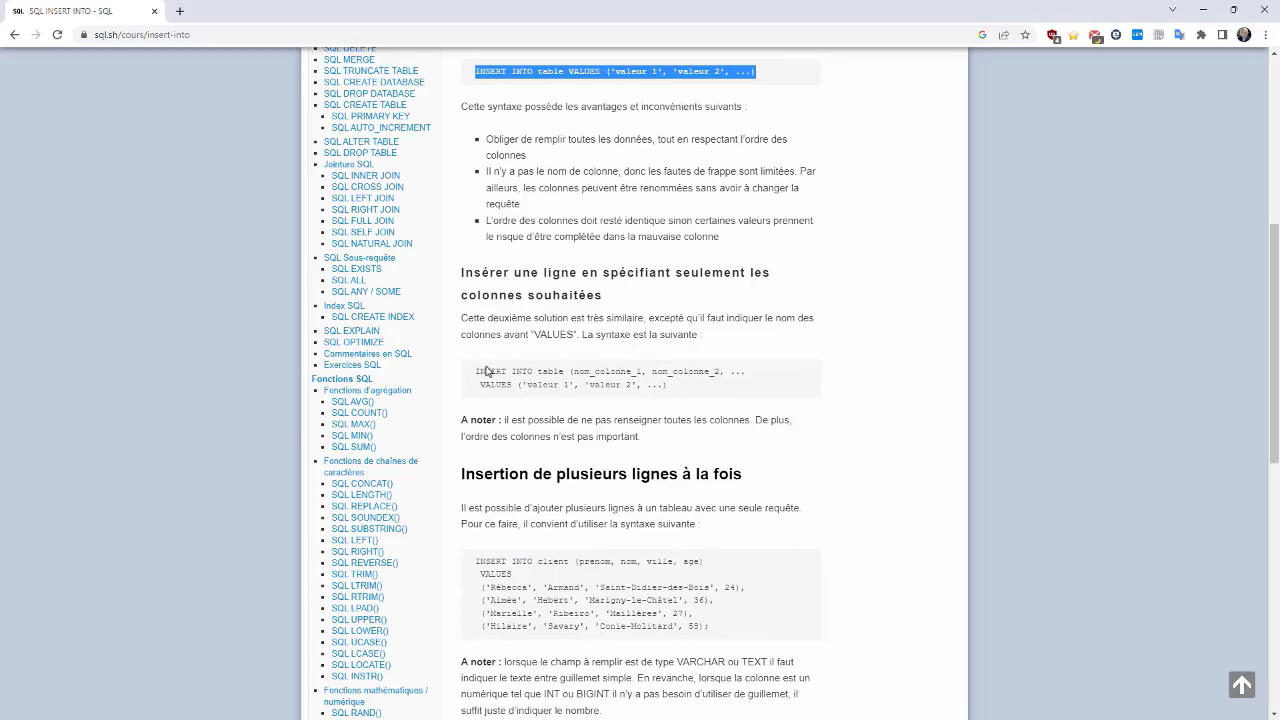 SQL SQL INSERT INTO - SQL
sql.sh/cours/insert-into
SQL DELETE
SQL MERGE
SQL TRUNCATE TABLE
SQL CREATE DATABASE
SQL DROP DATABASE
SQL CREATE TABLE
SQL PRIMARY KEY
SQL AUTO_INCREMENT
SQL ALTER TABLE
SQL DROP TABLE
Jointure SQL
SQL INNER JOIN
SQL CROSS JOIN
SQL LEFT JOIN
SQL RIGHT JOIN
SQL FULL JOIN
SQL SELF JOIN
SQL NATURAL JOIN
SQL Sous-requête
SQL EXISTS
SQL ALL
SQL ANY / SOME
Index SQL
SQL CREATE INDEX
SQL EXPLAIN
SQL OPTIMIZE
Commentaires en SQL
Exercices SQL
Fonctions SQL
Fonctions d'agrégation
SQL AVG()
SQL COUNT()
SQL MAX()
SQL MIN()
SQL SUM()
Fonctions de chaînes de
caractères
SQL CONCAT()
SQL LENGTH()
SQL REPLACE()
SQL SOUNDEX()
SQL SUBSTRING()
SQL LEFT()
SQL RIGHT()
SQL REVERSE()
SQL TRIM()
SQL LTRIM()
SQL RTRIM()
SQL LPAD()
SQL UPPER()
SQL LOWER()
SQL UCASE()
SQL LCASE()
SQL LOCATE()
SQL INSTR()
Fonctions mathématiques /
numérique
SQL RAND()
INSERT INTO table VALUES ('valeur 1', 'valeur 2', ...)
Cette syntaxe possède les avantages et inconvénients suivants :
Obliger de remplir toutes les données, tout en respectant l'ordre des
colonnes
Il n'y a pas le nom de colonne, donc les fautes de frappe sont limitées. Par
ailleurs, les colonnes peuvent être renommées sans avoir à changer la
requête
L'ordre des colonnes doit resté identique sinon certaines valeurs prennent
le risque d'être complétée dans la mauvaise colonne
Insérer une ligne en spécifiant seulement les
colonnes souhaitées
Cette deuxième solution est très similaire, excepté qu'il faut indiquer le nom des
colonnes avant "VALUES". La syntaxe est la suivante :
INSERT INTO table (nom_colonne_1, nom_colonne_2, ...
VALUES ('valeur 1', 'valeur 2', ...)
A noter : il est possible de ne pas renseigner toutes les colonnes. De plus,
l'ordre des colonnes n'est pas important.
Insertion de plusieurs lignes à la fois
Il est possible d'ajouter plusieurs lignes à un tableau avec une seule requête.
Pour ce faire, il convient d'utiliser la syntaxe suivante :
INSERT INTO client (prenom, nom, ville, age)
VALUES
('Rébecca', 'Armand', 'Saint-Didier-des-Bois', 24),
('Aimée', 'Hebert', 'Marigny-le-Châtel', 36),
('Marielle', 'Ribeiro', 'Maillères', 27),
('Hilaire', 'Savary', 'Conie-Molitard', 58);
A noter : lorsque le champ à remplir est de type VARCHAR ou TEXT il faut
indiquer le texte entre guillemet simple. En revanche, lorsque la colonne est un
numérique tel que INT ou BIGINT il n'y a pas besoin d'utiliser de guillemet, il
suffit juste d'indiquer le nombre.